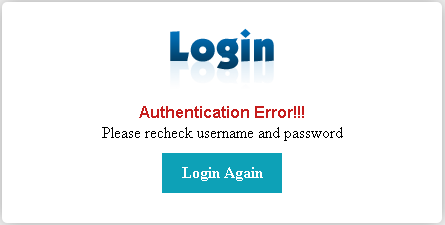 Login
Authentication Error!!!
Please recheck username and password
Login Again